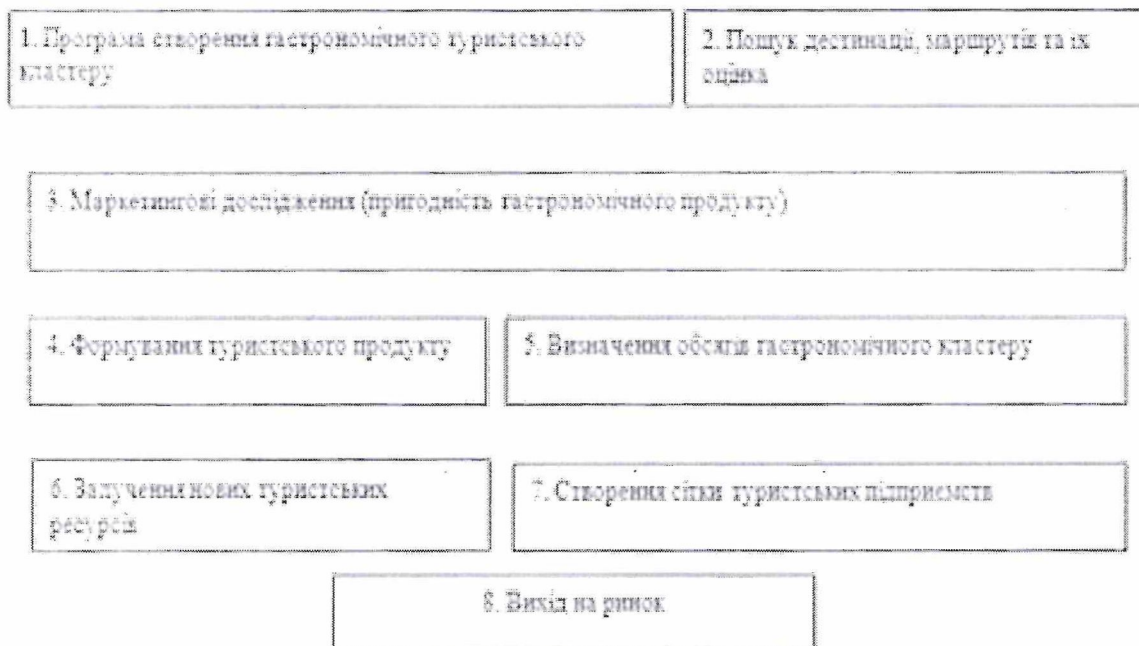 1. Програма створення гастрономічного туристського
кластеру
2. Пошук дестинації, маршрутів та їх
оцінка
3. Маркетингові дослідження (пригодність гастрономічного продукту)
4. Формування туристського продукту
5. Визначення обсягів гастрономічного кластеру
6. Залучення нових туристських
ресурсів
7. Створення сітки туристських підприємств
8. Вихід на ринок